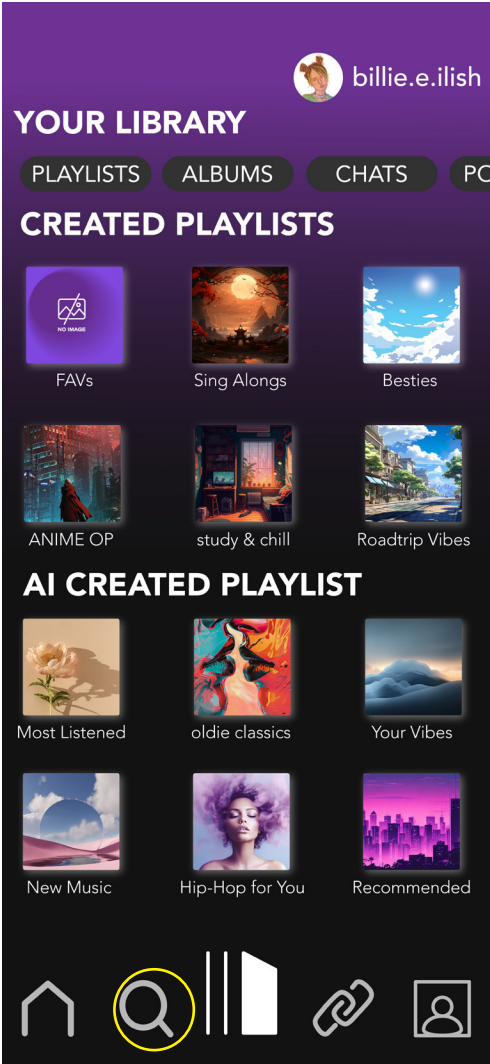 billie.e.ilish
YOUR LIBRARY
PLAYLISTS ALBUMS CHATS PO
CREATED PLAYLISTS
NO IMAGE
FAVs Sing Alongs Besties
ANIME OP study & chill Roadtrip Vibes
AI CREATED PLAYLIST
Most Listened oldie classics Your Vibes
New Music Hip-Hop for You Recommended